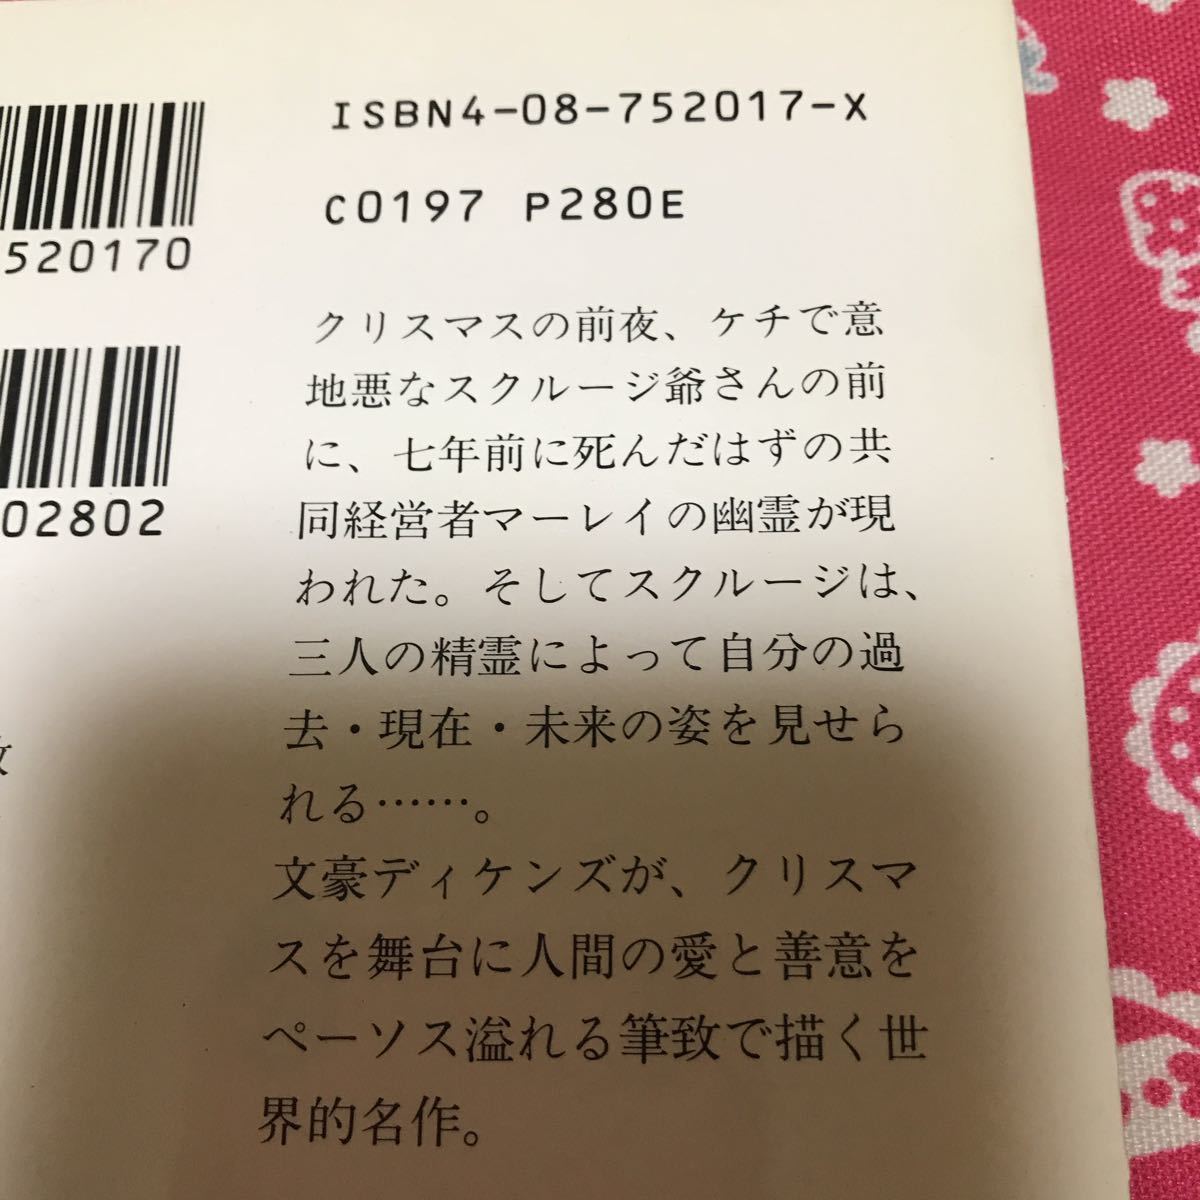 ISBN4-08-752017-X
C0197 P280E
520170
02802
クリスマスの前夜、ケチで意
地悪なスクルージ爺さんの前
に、七年前に死んだはずの共
同経営者マーレイの幽霊が現
われた。そしてスクルージは、
三人の精霊によって自分の過
去・現在・未来の姿を見せら
れる……。
文豪ディケンズが、クリスマ
スを舞台に人間の愛と善意を
ペーソス溢れる筆致で描く世
界的名作。